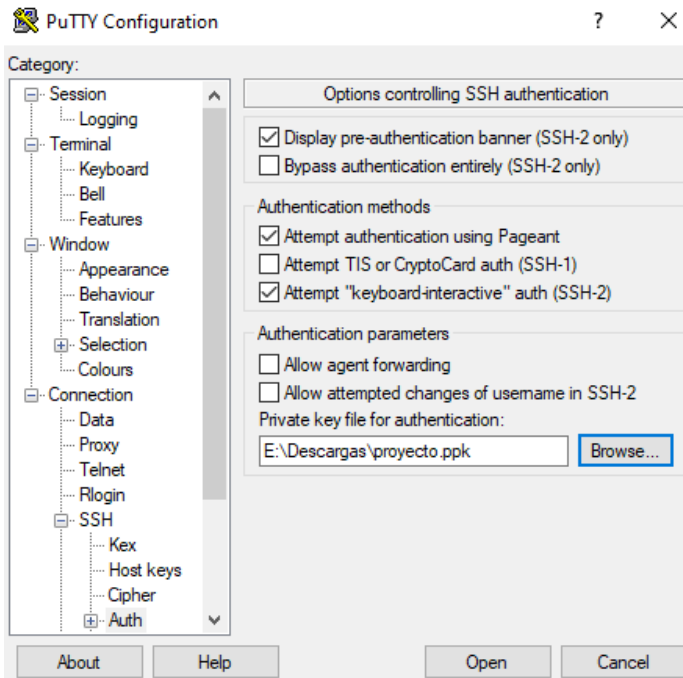 PuTTY Configuration
Category:
Session
Logging
Terminal
Keyboard
Bell
Features
Window
Appearance
Behaviour
Translation
Selection
Colours
Connection
Data
Proxy
Telnet
Rlogin
SSH
Kex
Host keys
Cipher
Auth
Options controlling SSH authentication
Display pre-authentication banner (SSH-2 only)
Bypass authentication entirely (SSH-2 only)
Authentication methods
Attempt authentication using Pageant
Attempt TIS or CryptoCard auth (SSH-1)
Attempt "keyboard-interactive" auth (SSH-2)
Authentication parameters
Allow agent forwarding
Allow attempted changes of username in SSH-2
Private key file for authentication:
E:\Descargas\proyecto.ppk
Browse...
About
Help
Open
Cancel